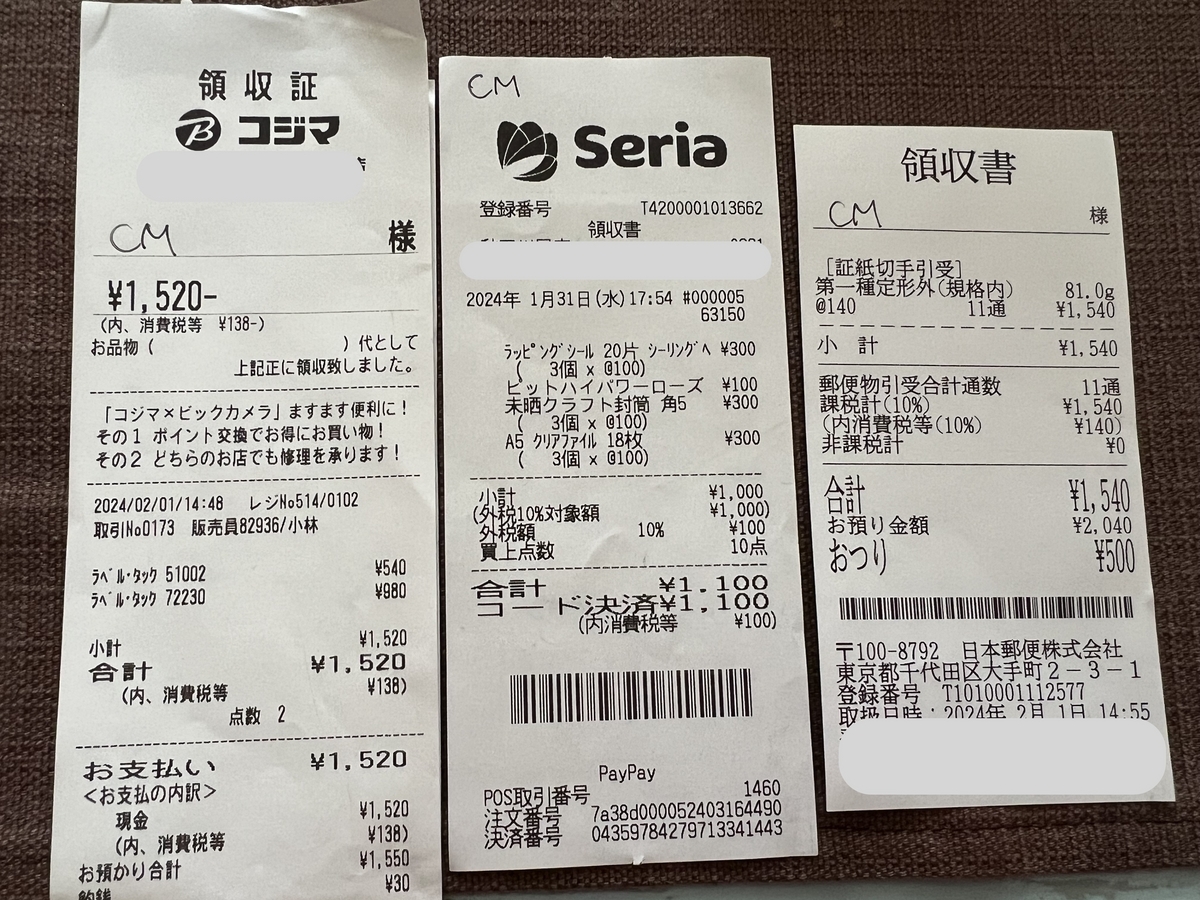 領収証
コジマ
CM 様
¥1,520-
(内、消費税等 ¥138-)
お品物 ( ) 代として
上記正に領収致しました。
「コジマ×ビックカメラ」ますます便利に!
その1 ポイント交換でお得にお買い物!
その2 どちらのお店でも修理を承ります!
2024/02/01/14:48 レジNo514/0102
取引No0173 販売員82936/小林
ラベル・タック 51002 ¥540
ラベル・タック 72230 ¥980
小計 ¥1,520
合計 ¥1,520
(内、消費税等 ¥138)
点数 2
お支払い ¥1,520
<お支払の内訳>
現金 ¥1,520
(内、消費税等 ¥138)
お預かり合計 ¥1,550
釣銭 ¥30
CM
Seria
登録番号 T4200001013662
領収書
2024年 1月31日(水)17:54 #000005
63150
ラッピングシール 20片 シーリングヘ ¥300
( 3個 x @100)
ピットハイパワーローズ ¥100
未晒クラフト封筒 角5 ¥300
( 3個 x @100)
A5 クリアファイル 18枚 ¥300
( 3個 x @100)
小計 ¥1,000
(外税10%対象額 ¥1,000)
外税額 10% ¥100
買上点数 10点
合計 ¥1,100
コード決済¥1,100
(内消費税等 ¥100)
PayPay
POS取引番号 1460
注文番号 7a38d000052403164490
決済番号 04359784279713341443
領収書
CM 様
[証紙切手引受]
第一種定形外(規格内) 81.0g
@140 11通 ¥1,540
小 計 ¥1,540
郵便物引受合計通数 11通
課税計(10%) ¥1,540
(内消費税等(10%) ¥140)
非課税計 ¥0
合計 ¥1,540
お預り金額 ¥2,040
おつり ¥500
〒100-8792 日本郵便株式会社
東京都千代田区大手町2-3-1
登録番号 T1010001112577
取扱日時:2024年 2月 1日 14:55